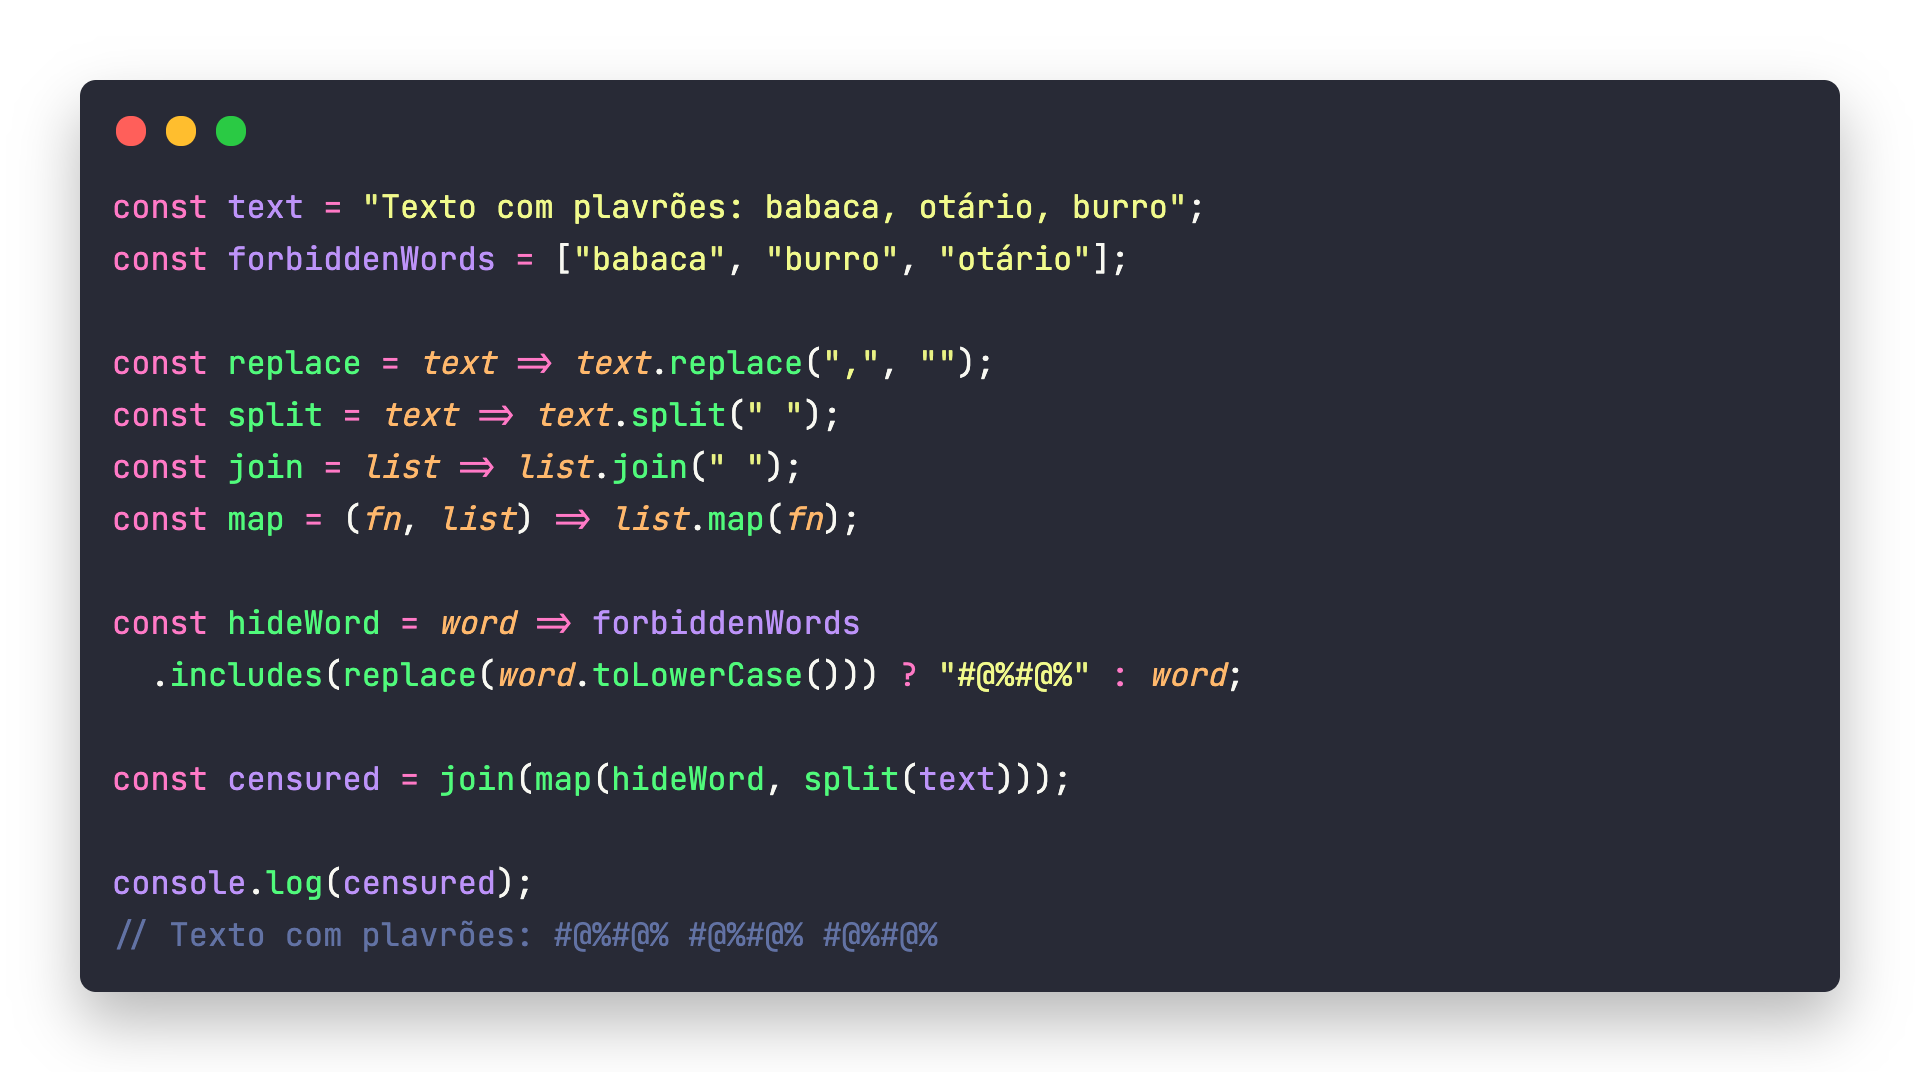 const text = "Texto com plavrões: babaca, otário, burro";
const forbiddenWords = ["babaca", "burro", "otário"];
const replace = text => text.replace(",", "");
const split = text => text.split(" ");
const join = list => list.join(" ");
const map = (fn, list) => list.map(fn);
const hideWord = word => forbiddenWords
  .includes(replace(word.toLowerCase())) ? "#@%#@%" : word;
const censured = join(map(hideWord, split(text)));
console.log(censured);
// Texto com plavrões: #@%#@% #@%#@% #@%#@%